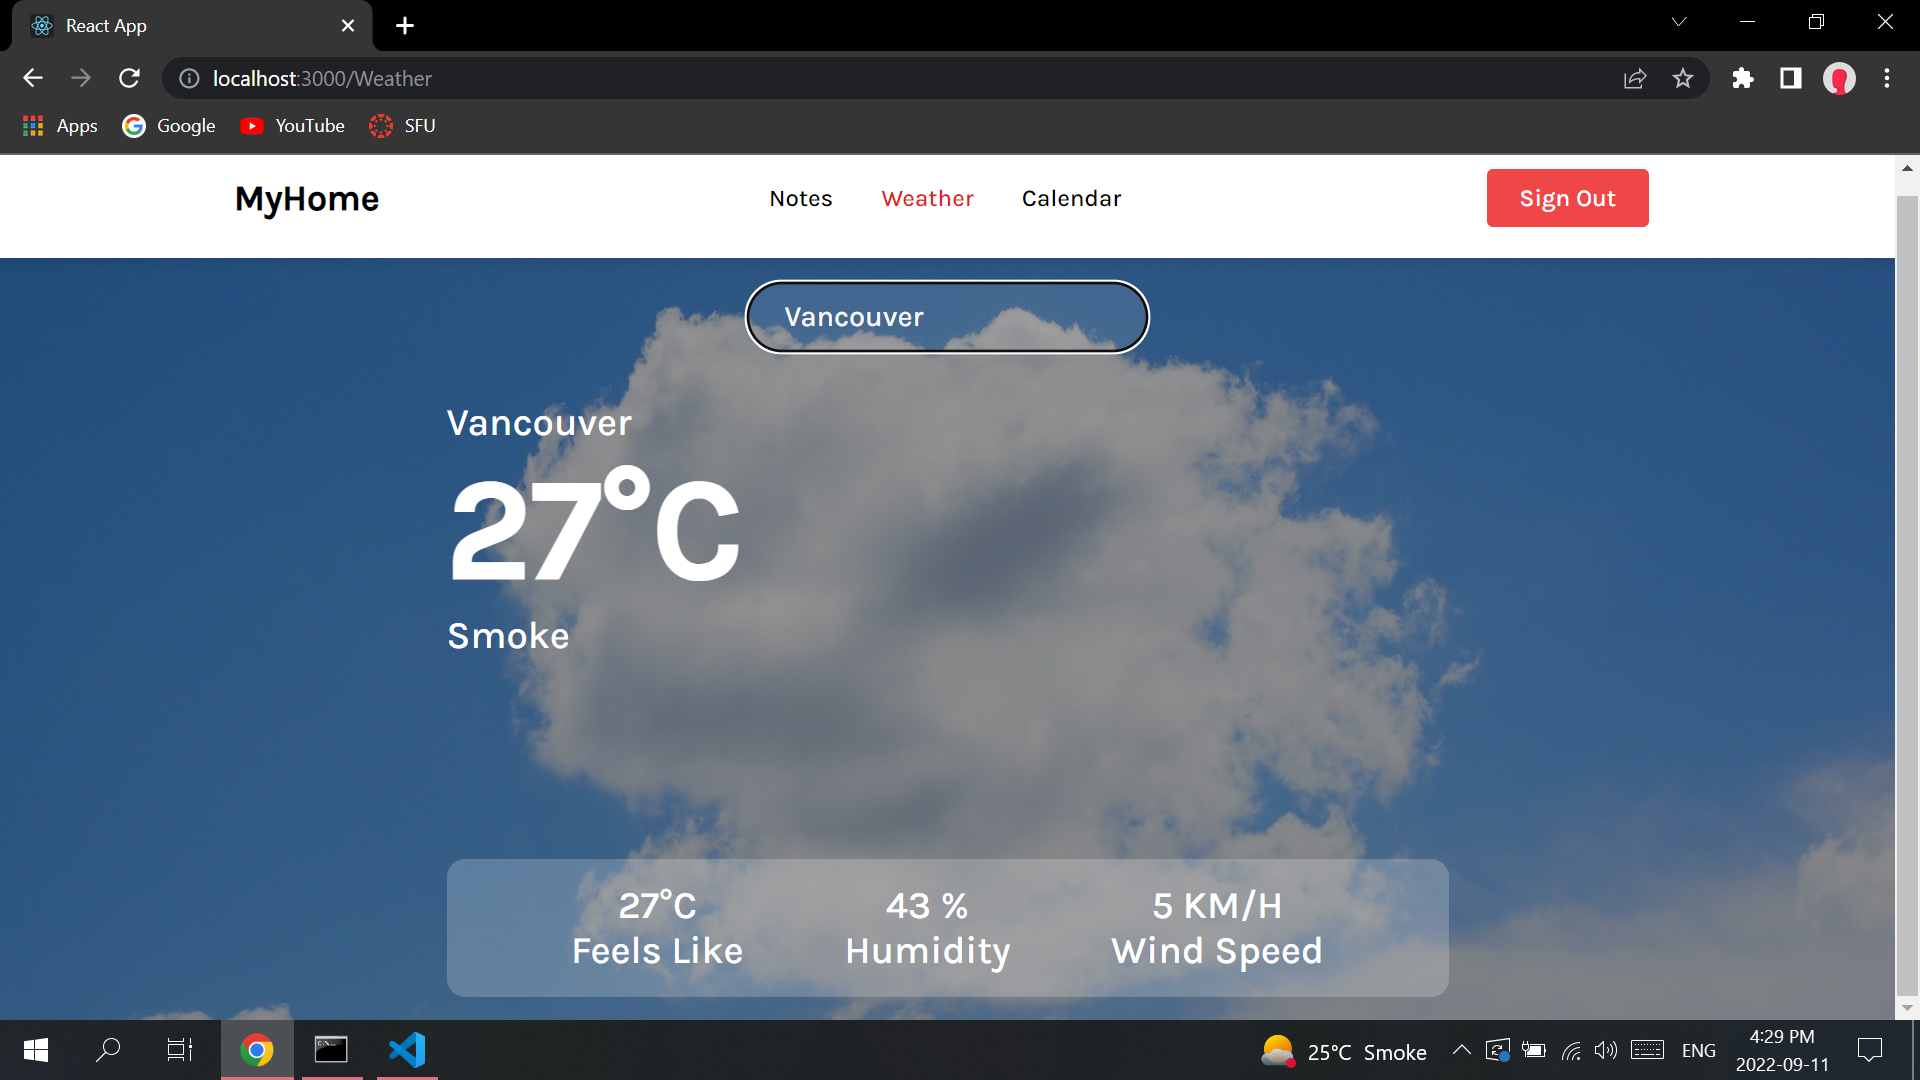 React App
localhost:3000/Weather
Apps Google YouTube SFU
MyHome Notes Weather Calendar Sign Out
Vancouver
Vancouver
27°C
Smoke
27°C 43 % 5 KM/H
Feels Like Humidity Wind Speed
25°C Smoke ENG 4:29 PM
2022-09-11